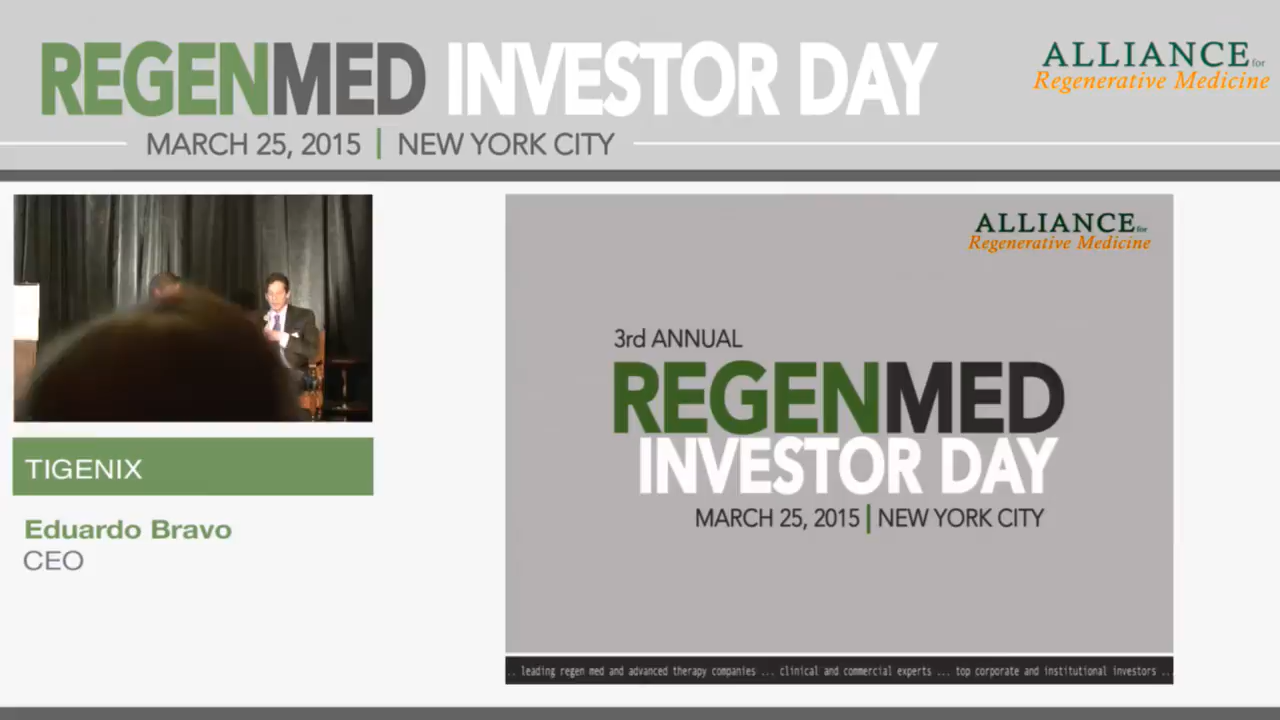 REGENMED INVESTOR DAY
MARCH 25, 2015 | NEW YORK CITY
ALLIANCE for
Regenerative Medicine
TIGENIX
Eduardo Bravo
CEO
ALLIANCE for
Regenerative Medicine
3rd ANNUAL
REGENMED
INVESTOR DAY
MARCH 25, 2015 | NEW YORK CITY
.. leading regen med and advanced therapy companies ... clinical and commercial experts ... top corporate and institutional investors ...